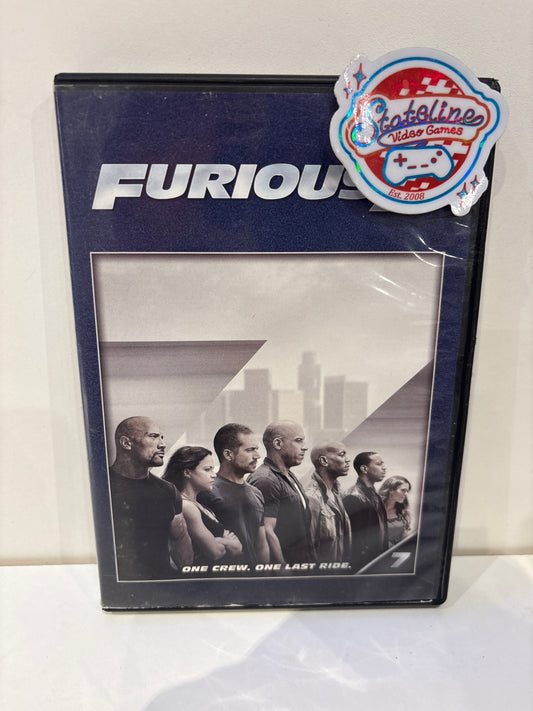 Stateline
Video Games
Est. 2008
FURIOUS
ONE CREW. ONE LAST RIDE.
7